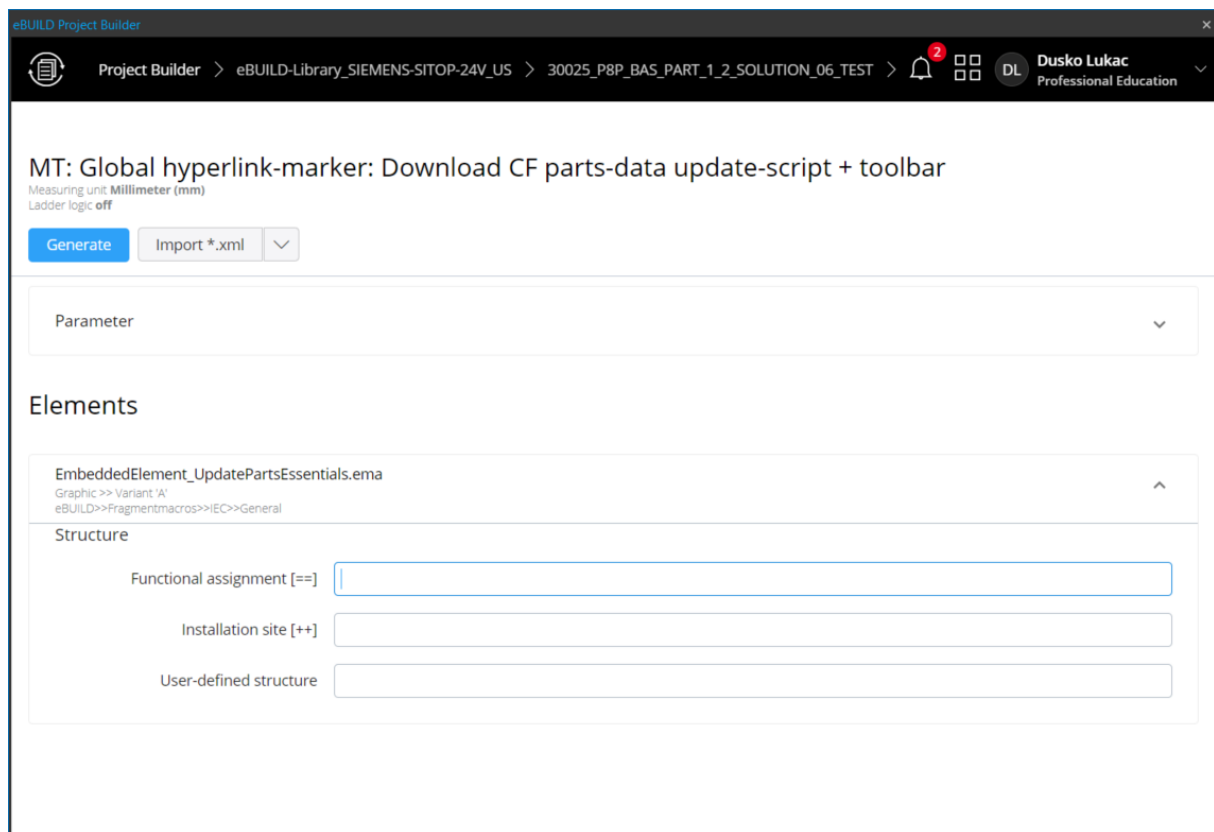 eBUILD Project Builder
Project Builder > eBUILD-Library_SIEMENS-SITOP-24V_US > 30025_P8P_BAS_PART_1_2_SOLUTION_06_TEST > 2 DL Dusko Lukac
Professional Education
MT: Global hyperlink-marker: Download CF parts-data update-script + toolbar
Measuring unit Millimeter (mm)
Ladder logic off
Generate Import *.xml
Parameter
Elements
EmbeddedElement_UpdatePartsEssentials.ema
Graphic >> Variant 'A'
eBUILD>>Fragmentmacros>>IEC>>General
Structure
Functional assignment [==]
Installation site [++]
User-defined structure